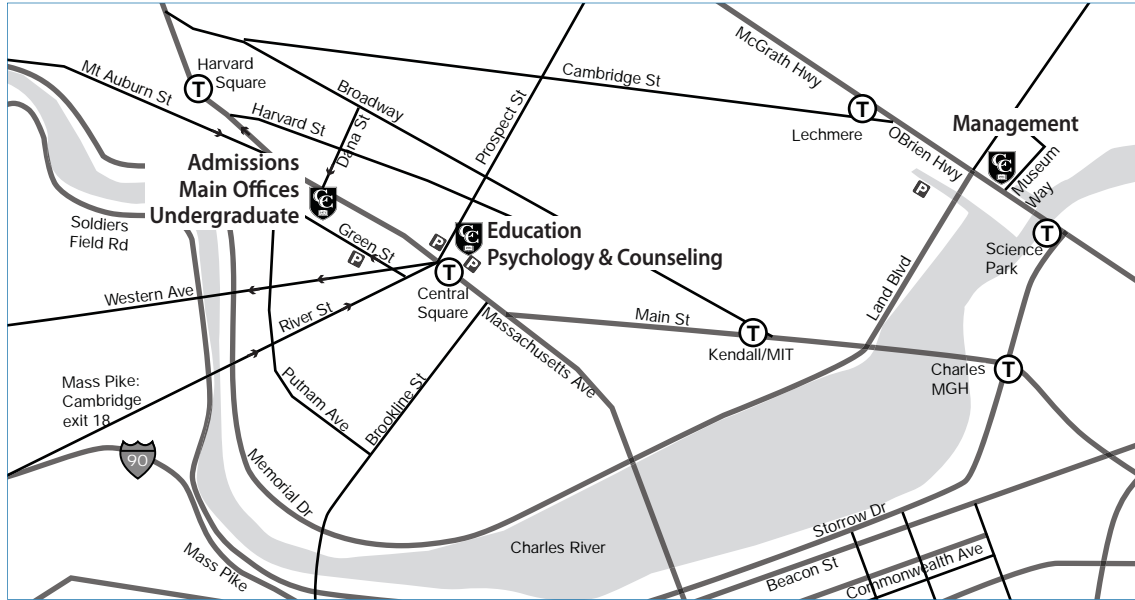 McGrath Hwy
Harvard
Square
T
Mt Auburn St
Cambridge St
Broadway
T
Lechmere
Harvard St
Dana St
Prospect St
OBrien Hwy
Management
CC
Museum
Way
P
Admissions
Main Offices
Undergraduate
CC
Soldiers
Field Rd
Green St
P
P
CC
P
Education
Psychology & Counseling
T
Science
Park
T
Central
Square
Western Ave
River St
Land Blvd
Massachusetts Ave
Main St
T
Kendall/MIT
Charles
MGH
T
Mass Pike:
Cambridge
exit 18
Putnam Ave
Brookline St
90
Memorial Dr
Mass Pike
Charles River
Storrow Dr
Beacon St
Commonwealth Ave